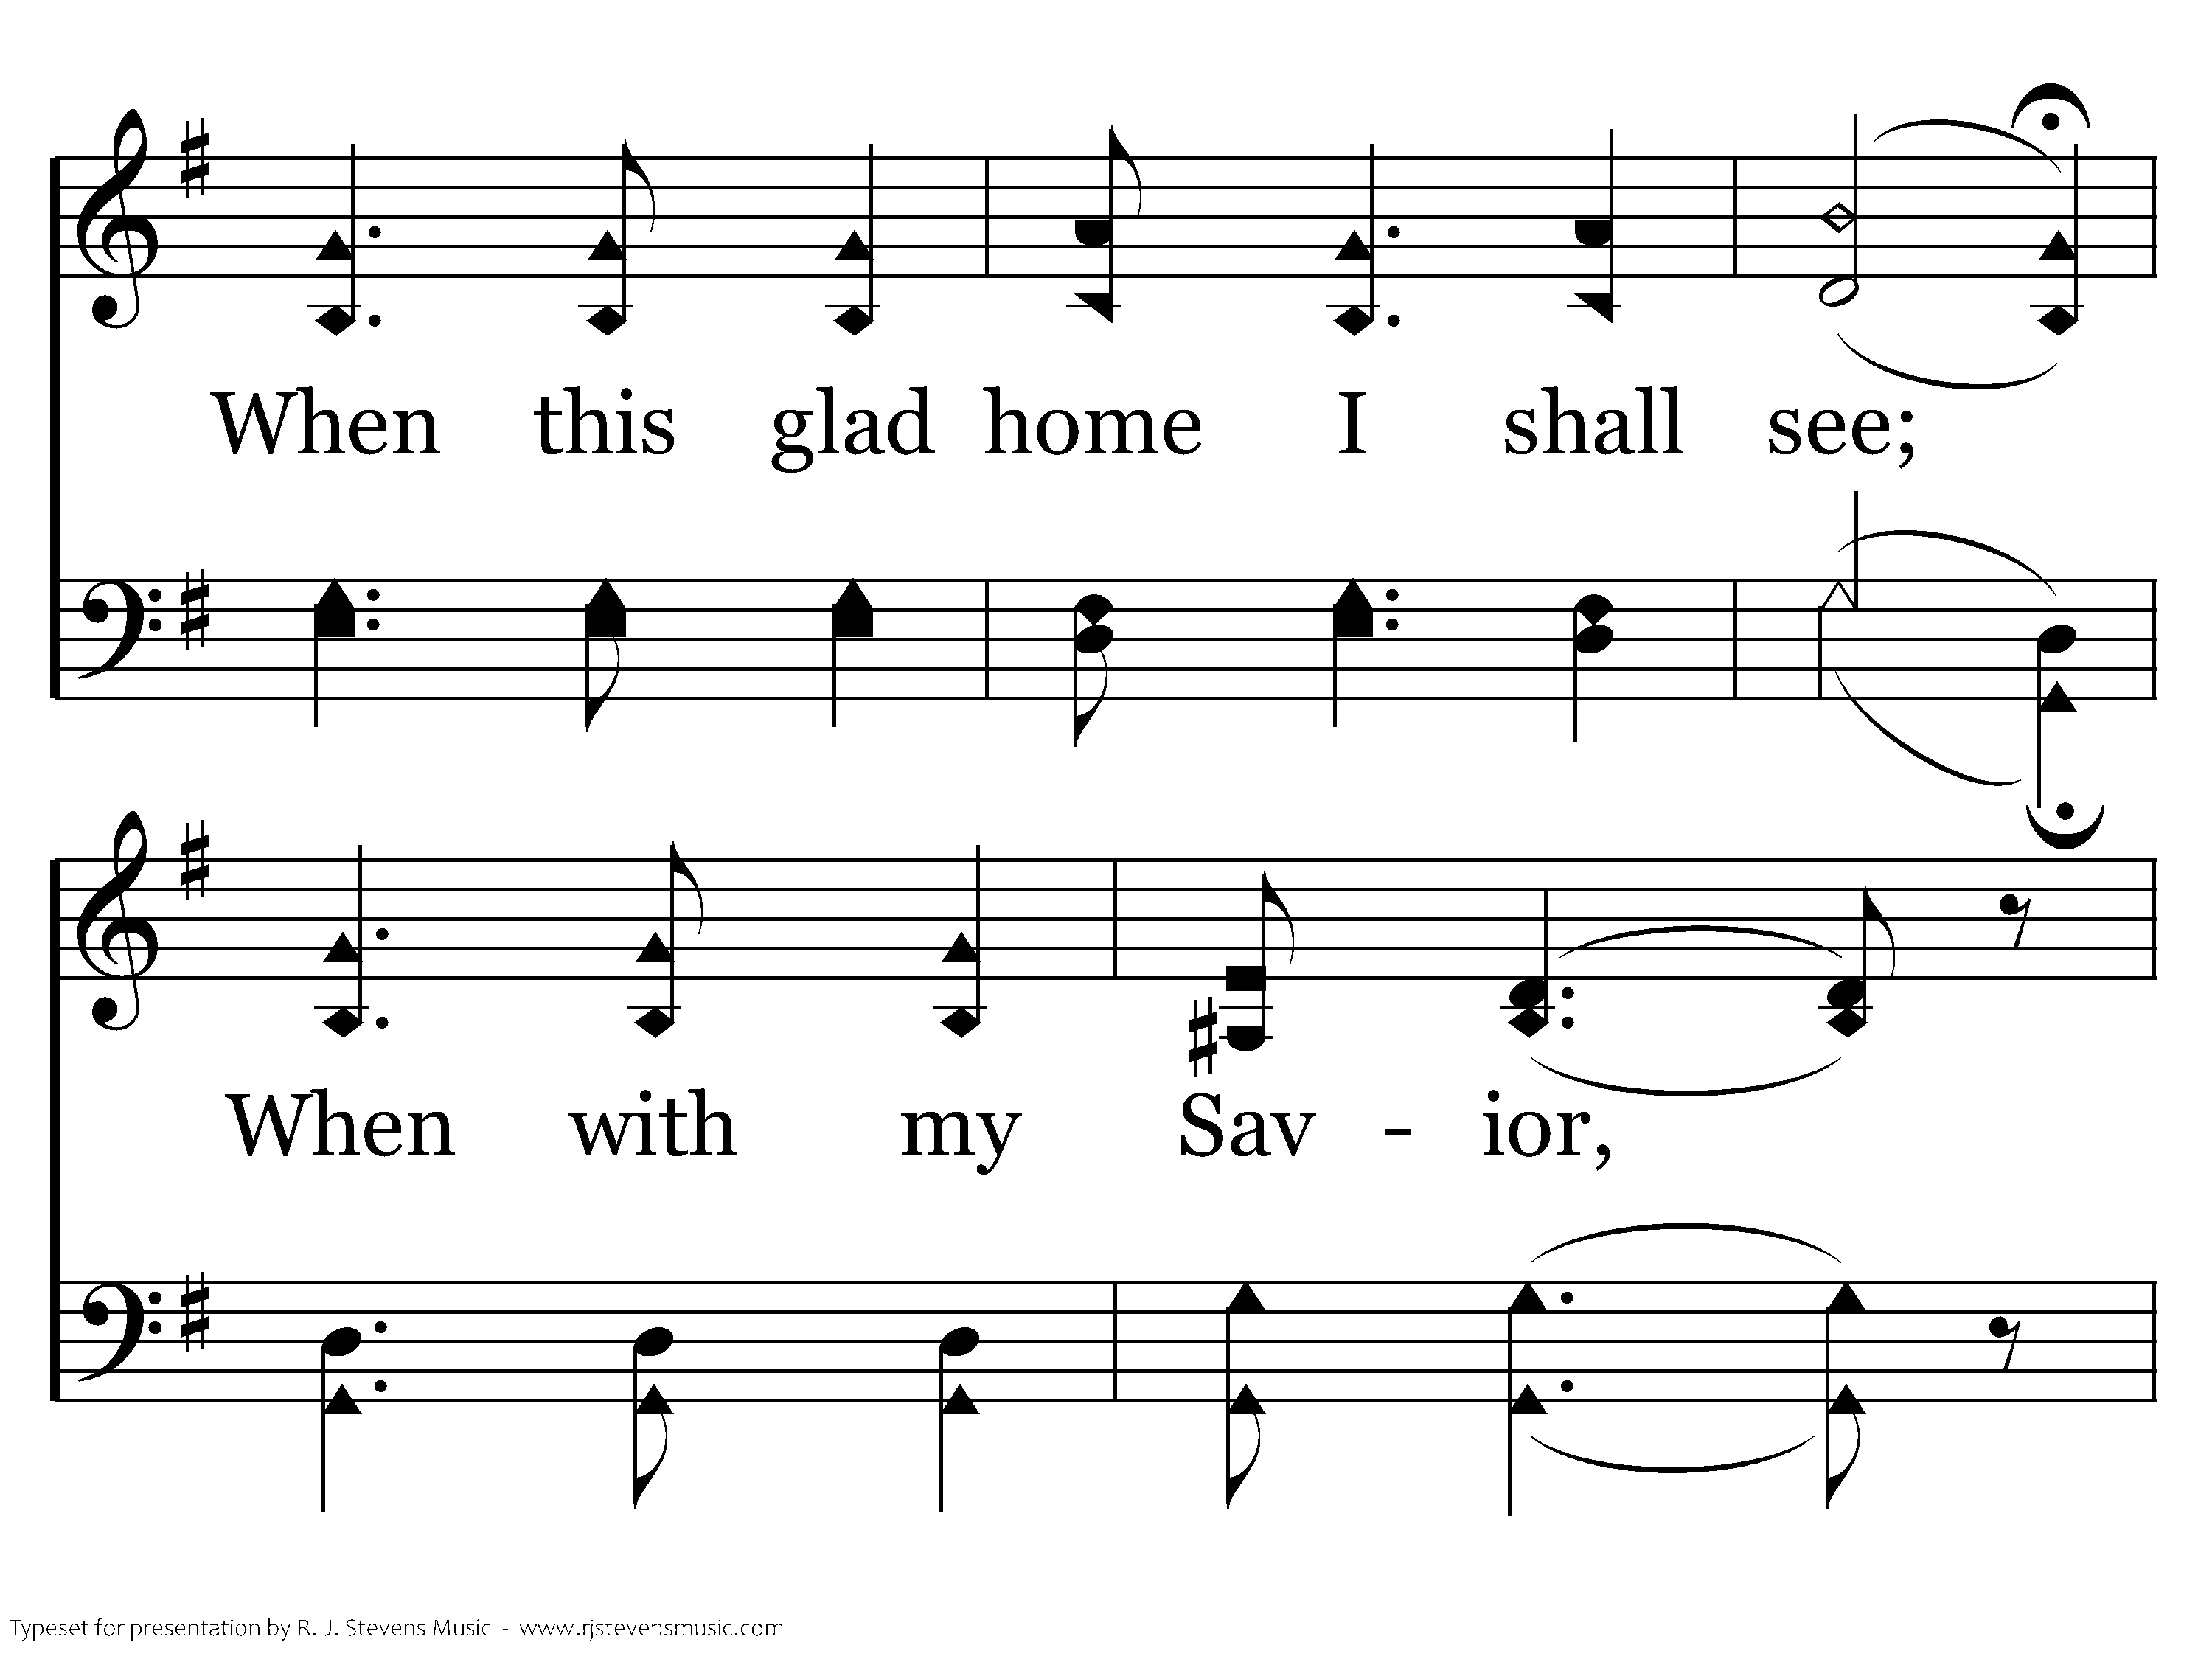 When this glad home I shall see;
When with my Sav - ior,
Typeset for presentation by R. J. Stevens Music - www.rjstevensmusic.com